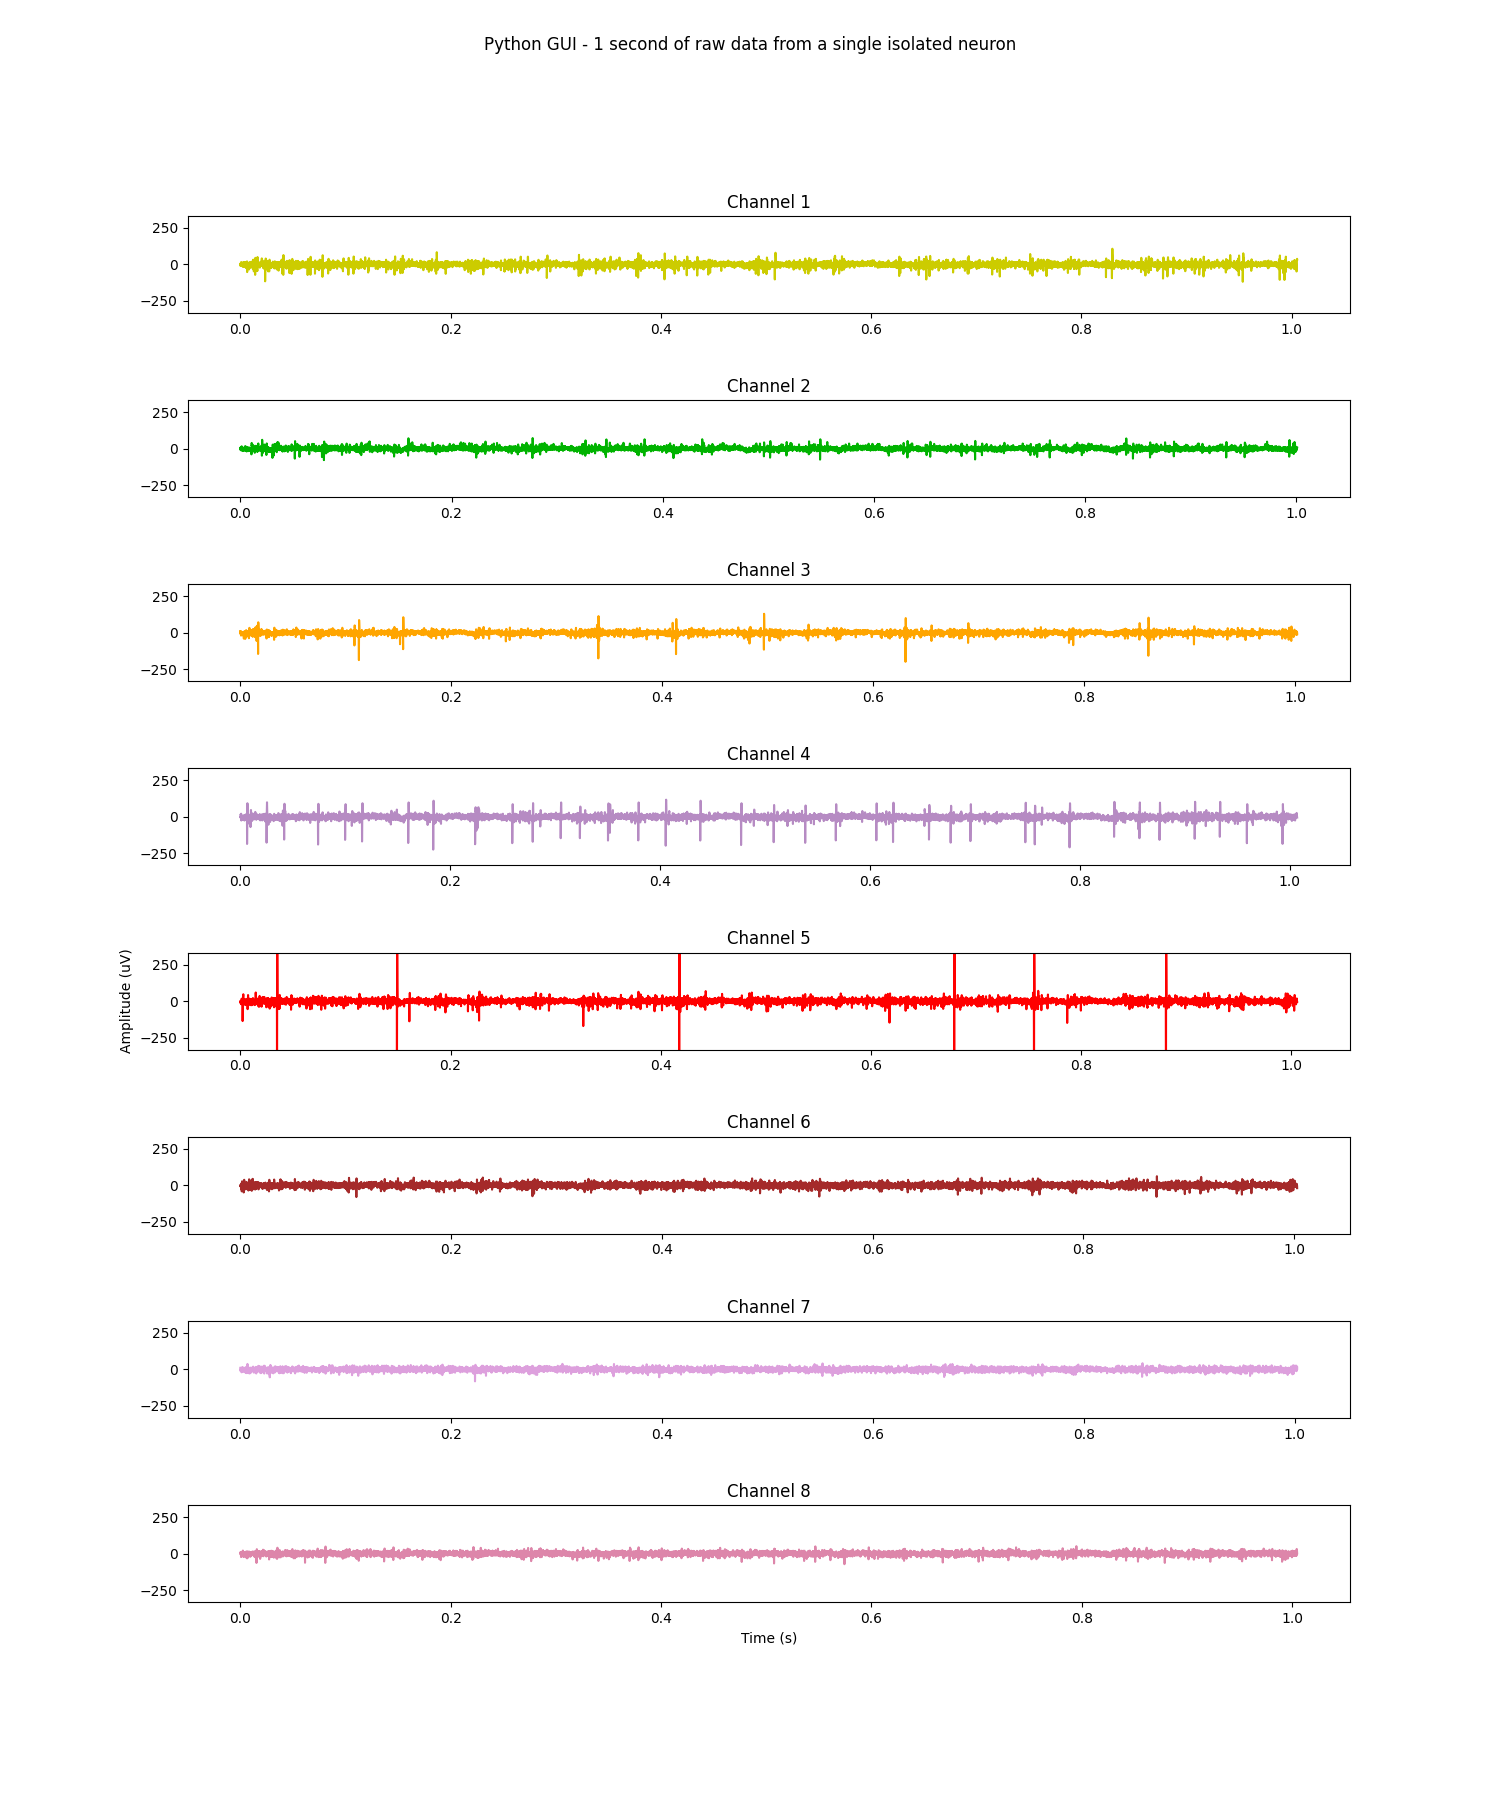 Python GUI - 1 second of raw data from a single isolated neuron
Channel 1
250
0
−250
0.0 0.2 0.4 0.6 0.8 1.0
Channel 2
250
0
−250
0.0 0.2 0.4 0.6 0.8 1.0
Channel 3
250
0
−250
0.0 0.2 0.4 0.6 0.8 1.0
Channel 4
250
0
−250
0.0 0.2 0.4 0.6 0.8 1.0
Channel 5
Amplitude (uV)
250
0
−250
0.0 0.2 0.4 0.6 0.8 1.0
Channel 6
250
0
−250
0.0 0.2 0.4 0.6 0.8 1.0
Channel 7
250
0
−250
0.0 0.2 0.4 0.6 0.8 1.0
Channel 8
250
0
−250
0.0 0.2 0.4 0.6 0.8 1.0
Time (s)